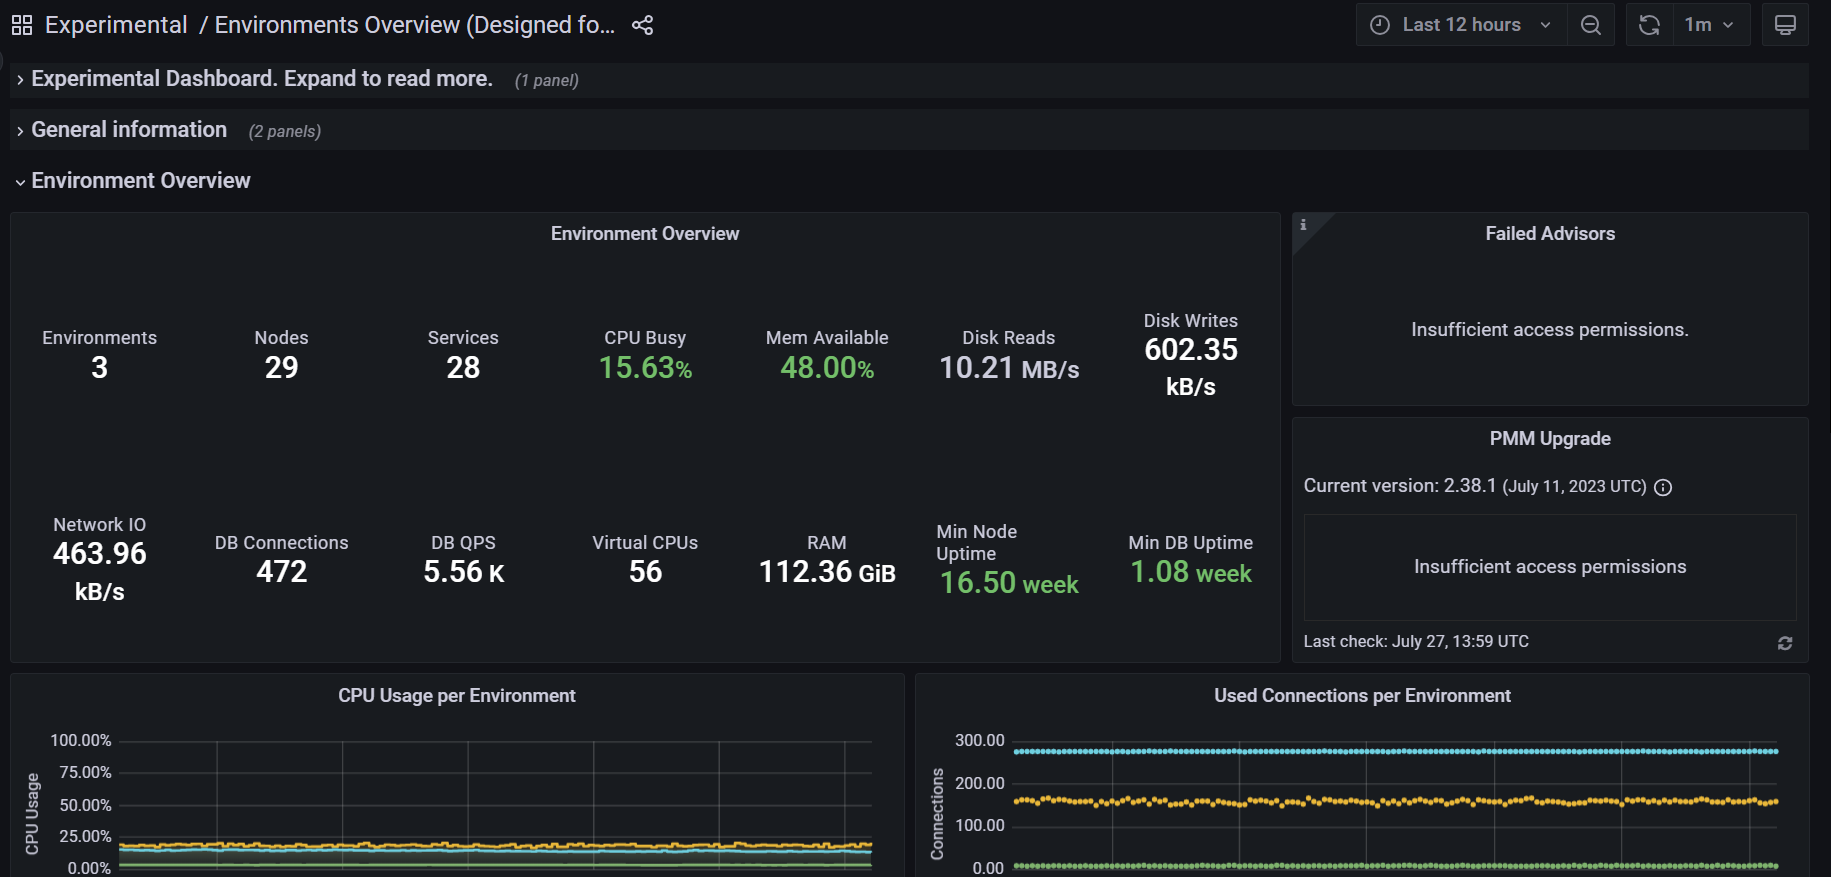 Experimental / Environments Overview (Designed fo...
Last 12 hours
1m
Experimental Dashboard. Expand to read more. (1 panel)
General information (2 panels)
Environment Overview
Environment Overview
Environments
3
Nodes
29
Services
28
CPU Busy
15.63%
Mem Available
48.00%
Disk Reads
10.21 MB/s
Disk Writes
602.35
kB/s
Network IO
463.96
kB/s
DB Connections
472
DB QPS
5.56 K
Virtual CPUs
56
RAM
112.36 GiB
Min Node
Uptime
16.50 week
Min DB Uptime
1.08 week
Failed Advisors
Insufficient access permissions.
PMM Upgrade
Current version: 2.38.1 (July 11, 2023 UTC)
Insufficient access permissions
Last check: July 27, 13:59 UTC
CPU Usage per Environment
CPU Usage
100.00%
75.00%
50.00%
25.00%
0.00%
Used Connections per Environment
Connections
300.00
200.00
100.00
0.00